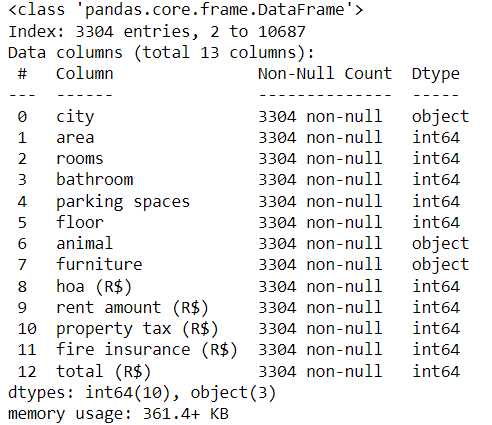 <class 'pandas.core.frame.DataFrame'>
Index: 3304 entries, 2 to 10687
Data columns (total 13 columns):
 #   Column               Non-Null Count  Dtype 
---  ------               --------------  ----- 
 0   city                 3304 non-null   object
 1   area                 3304 non-null   int64 
 2   rooms                3304 non-null   int64 
 3   bathroom             3304 non-null   int64 
 4   parking spaces       3304 non-null   int64 
 5   floor                3304 non-null   int64 
 6   animal               3304 non-null   object
 7   furniture            3304 non-null   object
 8   hoa (R$)             3304 non-null   int64 
 9   rent amount (R$)     3304 non-null   int64 
 10  property tax (R$)    3304 non-null   int64 
 11  fire insurance (R$)  3304 non-null   int64 
 12  total (R$)           3304 non-null   int64 
dtypes: int64(10), object(3)
memory usage: 361.4+ KB